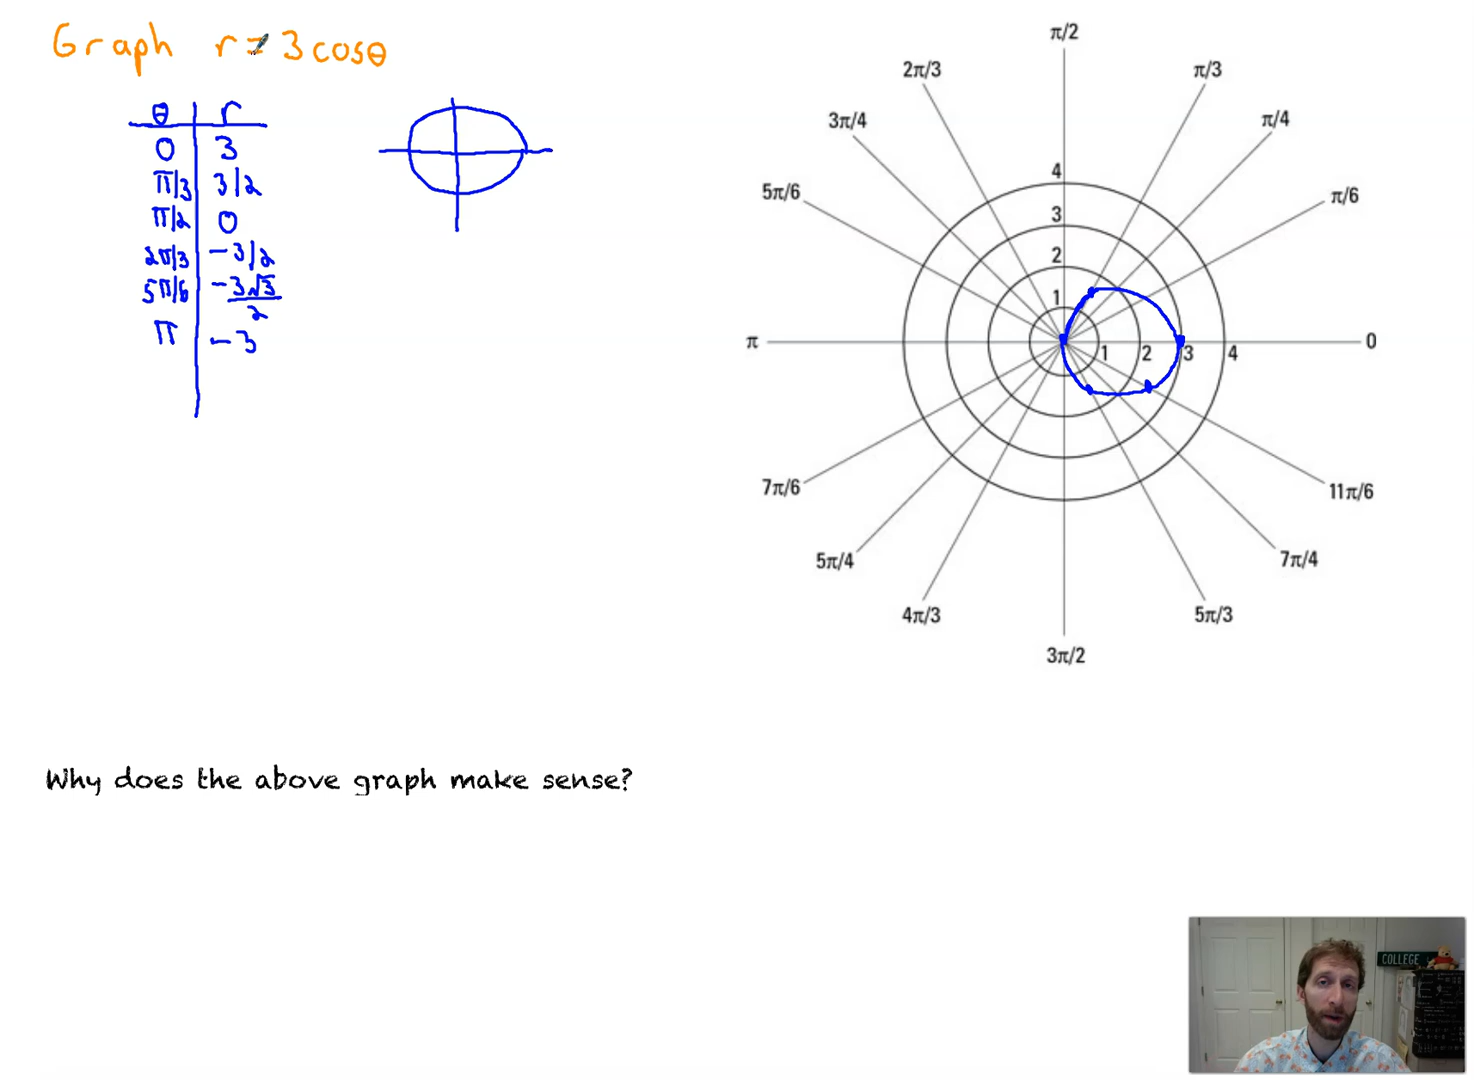 Graph r = 3 cosθ
θ r
0 3
π/3 3/2
π/2 0
2π/3 -3/2
5π/6 -3√3/2
π -3
π/2
2π/3 π/3
3π/4 π/4
5π/6 π/6
4
3
2
1
π 1 2 3 4 0
7π/6 11π/6
5π/4 7π/4
4π/3 5π/3
3π/2
Why does the above graph make sense?
COLLEGE